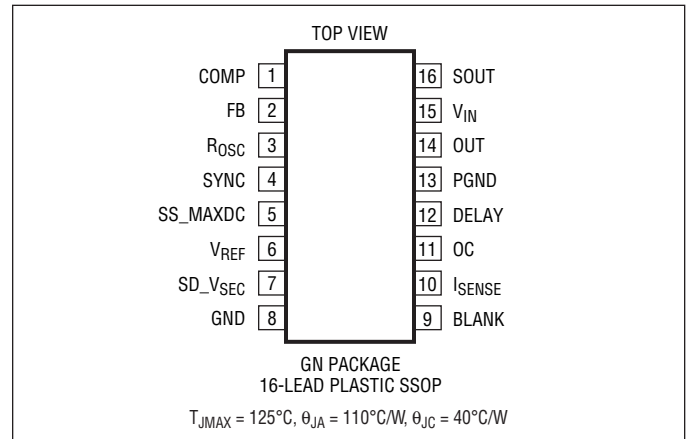 TOP VIEW
COMP 1
FB 2
ROSC 3
SYNC 4
SS_MAXDC 5
VREF 6
SD_VSEC 7
GND 8
16 SOUT
15 VIN
14 OUT
13 PGND
12 DELAY
11 OC
10 ISENSE
9 BLANK
GN PACKAGE
16-LEAD PLASTIC SSOP
TJMAX = 125°C, θJA = 110°C/W, θJC = 40°C/W